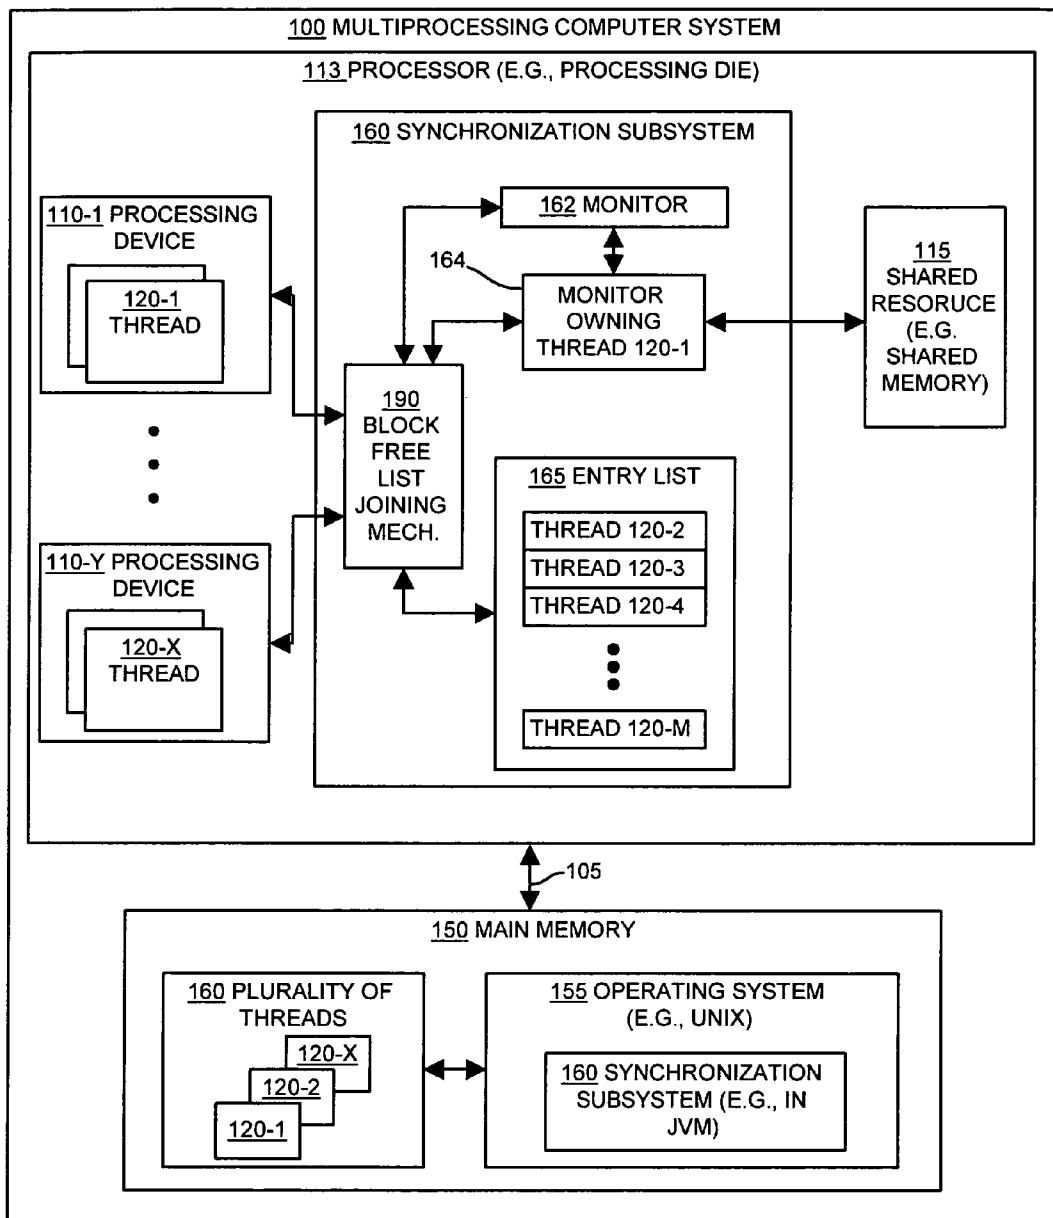 100 MULTIPROCESSING COMPUTER SYSTEM
113 PROCESSOR (E.G., PROCESSING DIE)
160 SYNCHRONIZATION SUBSYSTEM
110-1 PROCESSING
DEVICE
120-1
THREAD
162 MONITOR
164
MONITOR
OWNING
THREAD 120-1
115
SHARED
RESORUCE
(E.G.
SHARED
MEMORY)
190
BLOCK
FREE
LIST
JOINING
MECH.
165 ENTRY LIST
THREAD 120-2
THREAD 120-3
THREAD 120-4
THREAD 120-M
110-Y PROCESSING
DEVICE
120-X
THREAD
105
150 MAIN MEMORY
160 PLURALITY OF
THREADS
120-X
120-2
120-1
155 OPERATING SYSTEM
(E.G., UNIX)
160 SYNCHRONIZATION
SUBSYSTEM (E.G., IN
JVM)